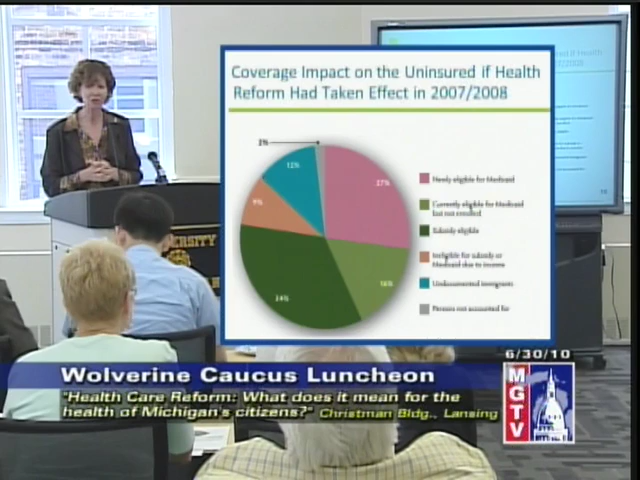 Coverage Impact on the Uninsured if Health
Reform Had Taken Effect in 2007/2008
2%
12%
27%
9%
16%
34%
Newly eligible for Medicaid
Currently eligible for Medicaid
but not enrolled
Subsidy eligible
Ineligible for subsidy or
Medicaid due to income
Undocumented immigrants
Persons not accounted for
VERSITY
6/30/10
Wolverine Caucus Luncheon
"Health Care Reform: What does it mean for the
health of Michigan's citizens?" Christman Bldg., Lansing
MGTV